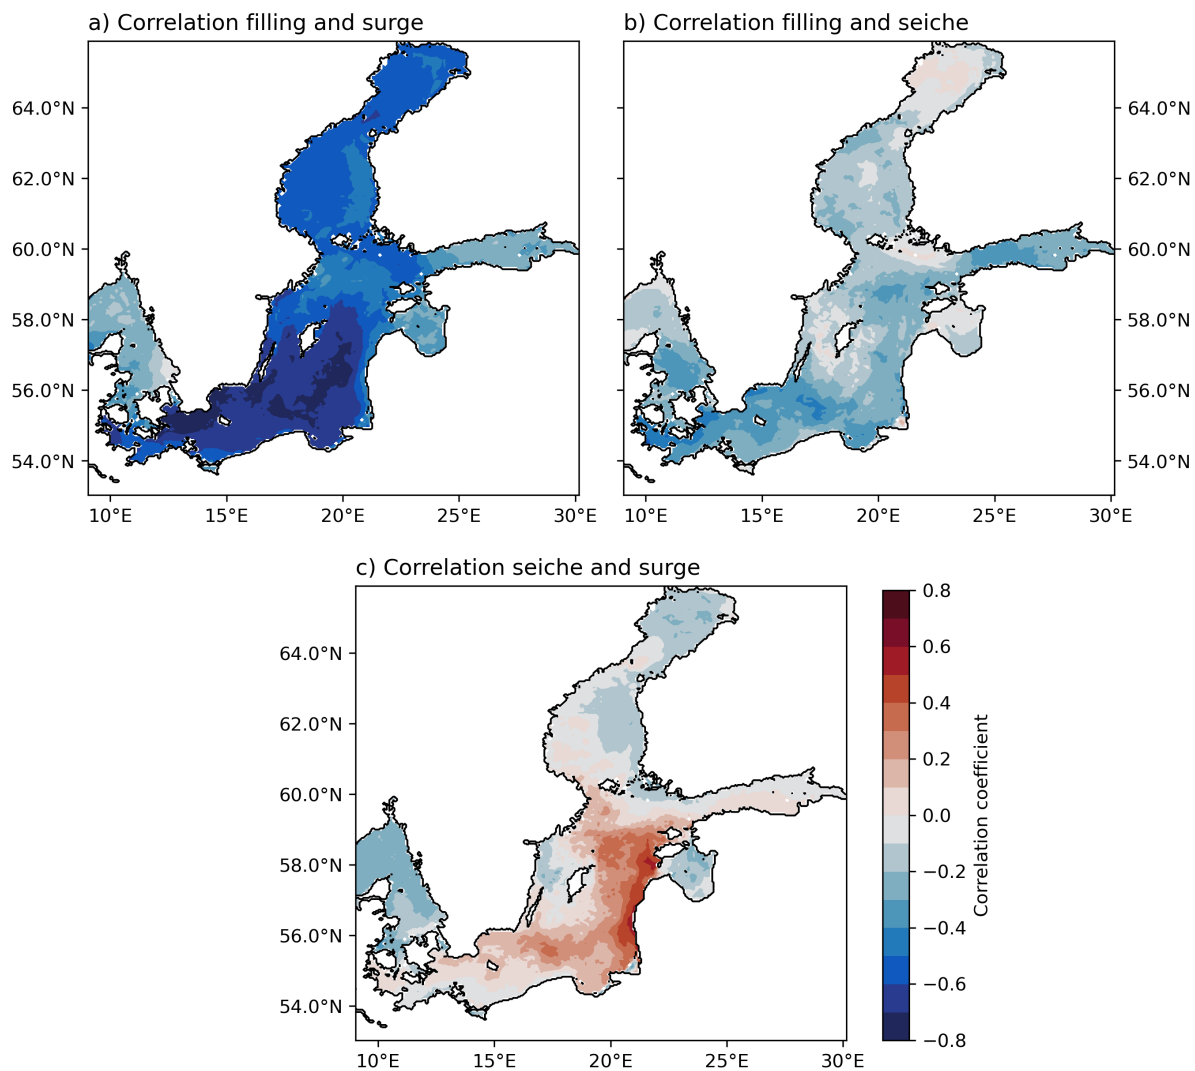 a) Correlation filling and surge
b) Correlation filling and seiche
64.0°N
64.0°N
62.0°N
62.0°N
60.0°N
60.0°N
58.0°N
58.0°N
56.0°N
56.0°N
54.0°N
54.0°N
10°E 15°E 20°E 25°E 30°E
10°E 15°E 20°E 25°E 30°E
c) Correlation seiche and surge
64.0°N
62.0°N
60.0°N
58.0°N
56.0°N
54.0°N
10°E 15°E 20°E 25°E 30°E
0.8
0.6
0.4
0.2
0.0
−0.2
−0.4
−0.6
−0.8
Correlation coefficient